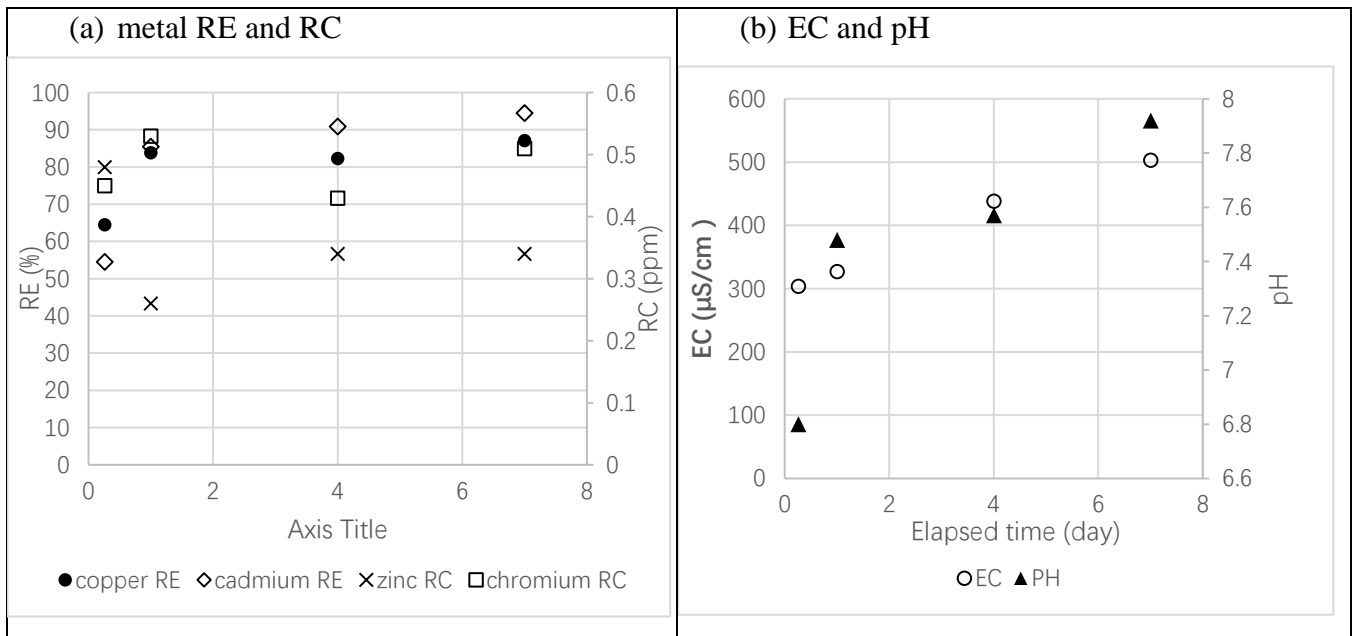 (a) metal RE and RC
100
90
80
70
60
50
40
30
20
10
0
RE (%)
0.6
0.5
0.4
0.3
0.2
0.1
0
RC (ppm)
0 2 4 6 8
Axis Title
copper RE cadmium RE zinc RC chromium RC
(b) EC and pH
600
500
400
300
200
100
0
EC (µS/cm )
8
7.8
7.6
7.4
7.2
7
6.8
6.6
pH
0 2 4 6 8
Elapsed time (day)
EC PH